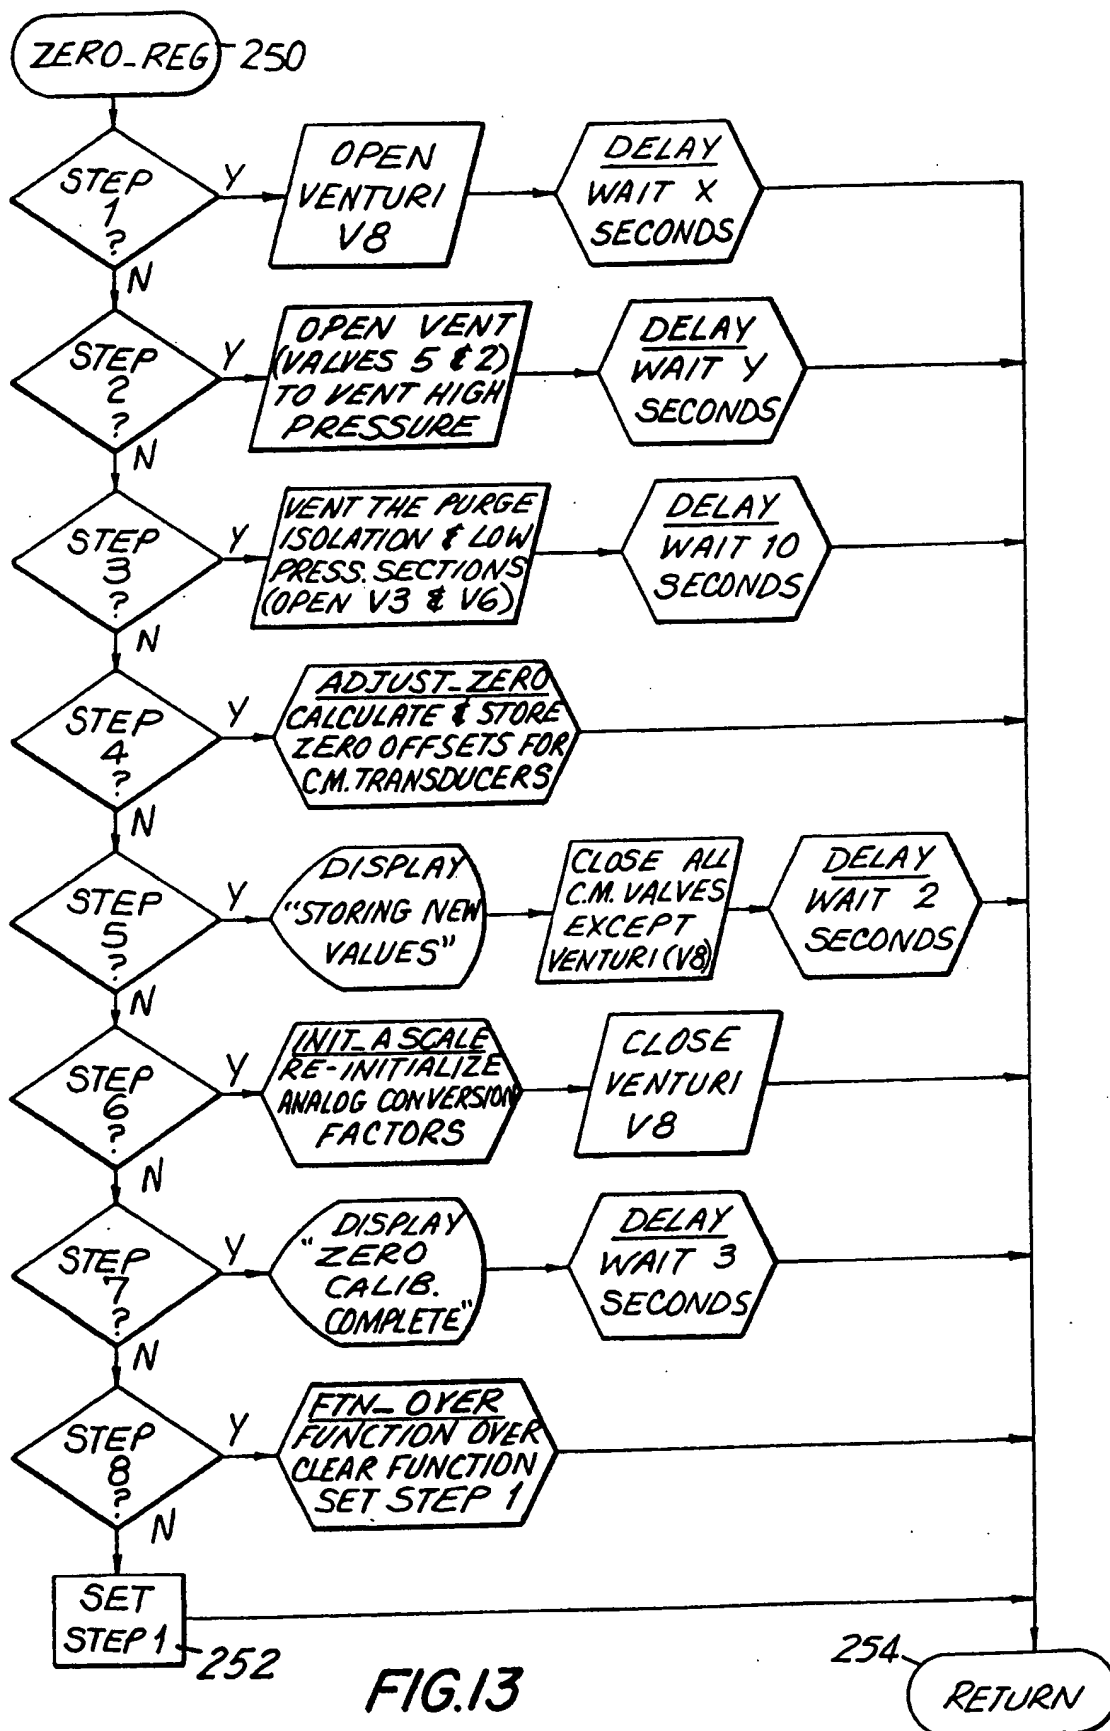 ZERO_REG
250
STEP
1
?
Y
OPEN
VENTURI
V8
DELAY
WAIT X
SECONDS
N
STEP
2
?
Y
OPEN VENT
(VALVES 5 & 2)
TO VENT HIGH
PRESSURE
DELAY
WAIT Y
SECONDS
N
STEP
3
?
Y
VENT THE PURGE
ISOLATION & LOW
PRESS. SECTIONS
(OPEN V3 & V6)
DELAY
WAIT 10
SECONDS
N
STEP
4
?
Y
ADJUST_ZERO
CALCULATE & STORE
ZERO OFFSETS FOR
C.M. TRANSDUCERS
N
STEP
5
?
Y
DISPLAY
"STORING NEW
VALUES"
CLOSE ALL
C.M. VALVES
EXCEPT
VENTURI (V8)
DELAY
WAIT 2
SECONDS
N
STEP
6
?
Y
INIT_A SCALE
RE-INITIALIZE
ANALOG CONVERSION
FACTORS
CLOSE
VENTURI
V8
N
STEP
7
?
Y
DISPLAY
"ZERO
CALIB.
COMPLETE"
DELAY
WAIT 3
SECONDS
N
STEP
8
?
Y
FTN_OVER
FUNCTION OVER
CLEAR FUNCTION
SET STEP 1
N
SET
STEP 1
252
254
RETURN
FIG.13